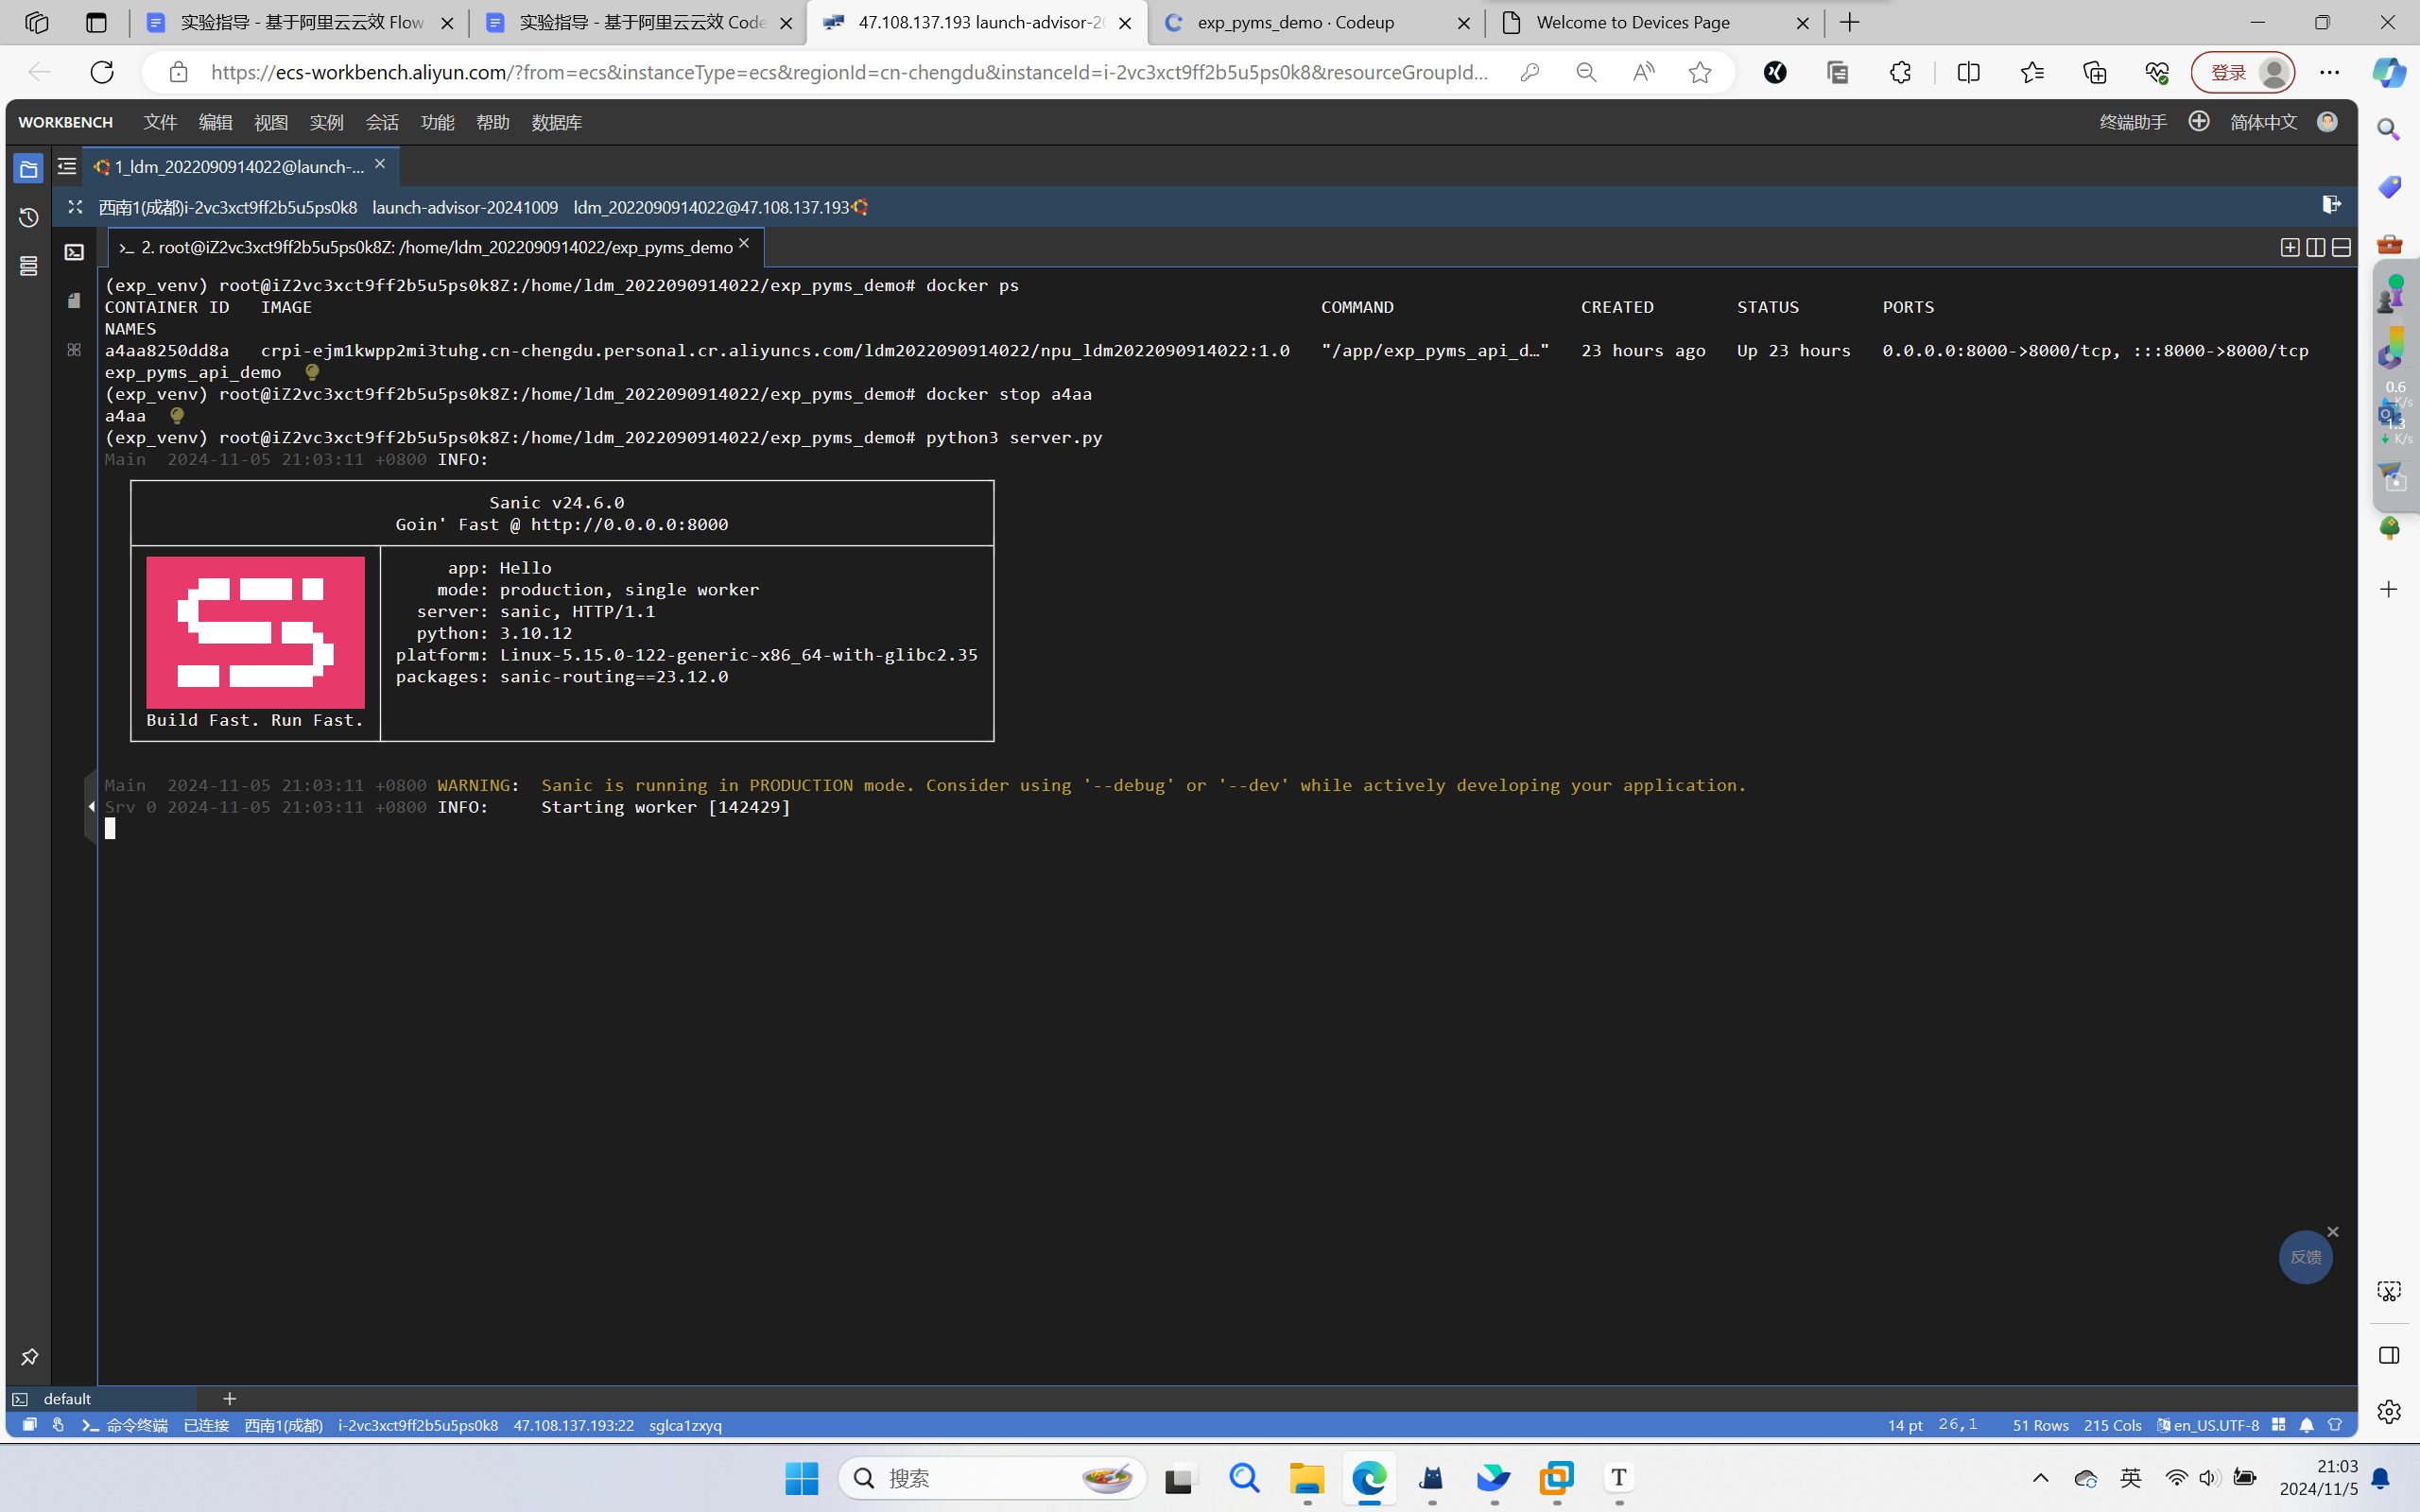 实验指导 - 基于阿里云云效 Flow
实验指导 - 基于阿里云云效 Code
47.108.137.193 launch-advisor-20
exp_pyms_demo · Codeup
Welcome to Devices Page
https://ecs-workbench.aliyun.com/?from=ecs&instanceType=ecs&regionId=cn-chengdu&instanceId=i-2vc3xct9ff2b5u5ps0k8&resourceGroupId...
登录
WORKBENCH 文件 编辑 视图 实例 会话 功能 帮助 数据库
终端助手 简体中文
1_ldm_2022090914022@launch-...
西南1(成都)i-2vc3xct9ff2b5u5ps0k8 launch-advisor-20241009 ldm_2022090914022@47.108.137.193
>_ 2. root@iZ2vc3xct9ff2b5u5ps0k8Z: /home/ldm_2022090914022/exp_pyms_demo
(exp_venv) root@iZ2vc3xct9ff2b5u5ps0k8Z:/home/ldm_2022090914022/exp_pyms_demo# docker ps
CONTAINER ID IMAGE COMMAND CREATED STATUS PORTS
NAMES
a4aa8250dd8a crpi-ejm1kwpp2mi3tuhg.cn-chengdu.personal.cr.aliyuncs.com/ldm2022090914022/npu_ldm2022090914022:1.0 "/app/exp_pyms_api_d…" 23 hours ago Up 23 hours 0.0.0.0:8000->8000/tcp, :::8000->8000/tcp
exp_pyms_api_demo
(exp_venv) root@iZ2vc3xct9ff2b5u5ps0k8Z:/home/ldm_2022090914022/exp_pyms_demo# docker stop a4aa
a4aa
(exp_venv) root@iZ2vc3xct9ff2b5u5ps0k8Z:/home/ldm_2022090914022/exp_pyms_demo# python3 server.py
Main 2024-11-05 21:03:11 +0800 INFO:
Sanic v24.6.0
Goin' Fast @ http://0.0.0.0:8000
app: Hello
mode: production, single worker
server: sanic, HTTP/1.1
python: 3.10.12
platform: Linux-5.15.0-122-generic-x86_64-with-glibc2.35
packages: sanic-routing==23.12.0
Build Fast. Run Fast.
Main 2024-11-05 21:03:11 +0800 WARNING: Sanic is running in PRODUCTION mode. Consider using '--debug' or '--dev' while actively developing your application.
Srv 0 2024-11-05 21:03:11 +0800 INFO: Starting worker [142429]
0.6
K/s
1.3
K/s
反馈
default
命令终端 已连接 西南1(成都) i-2vc3xct9ff2b5u5ps0k8 47.108.137.193:22 sglca1zxyq
14 pt 26,1 51 Rows 215 Cols en_US.UTF-8
搜索
英
21:03
2024/11/5